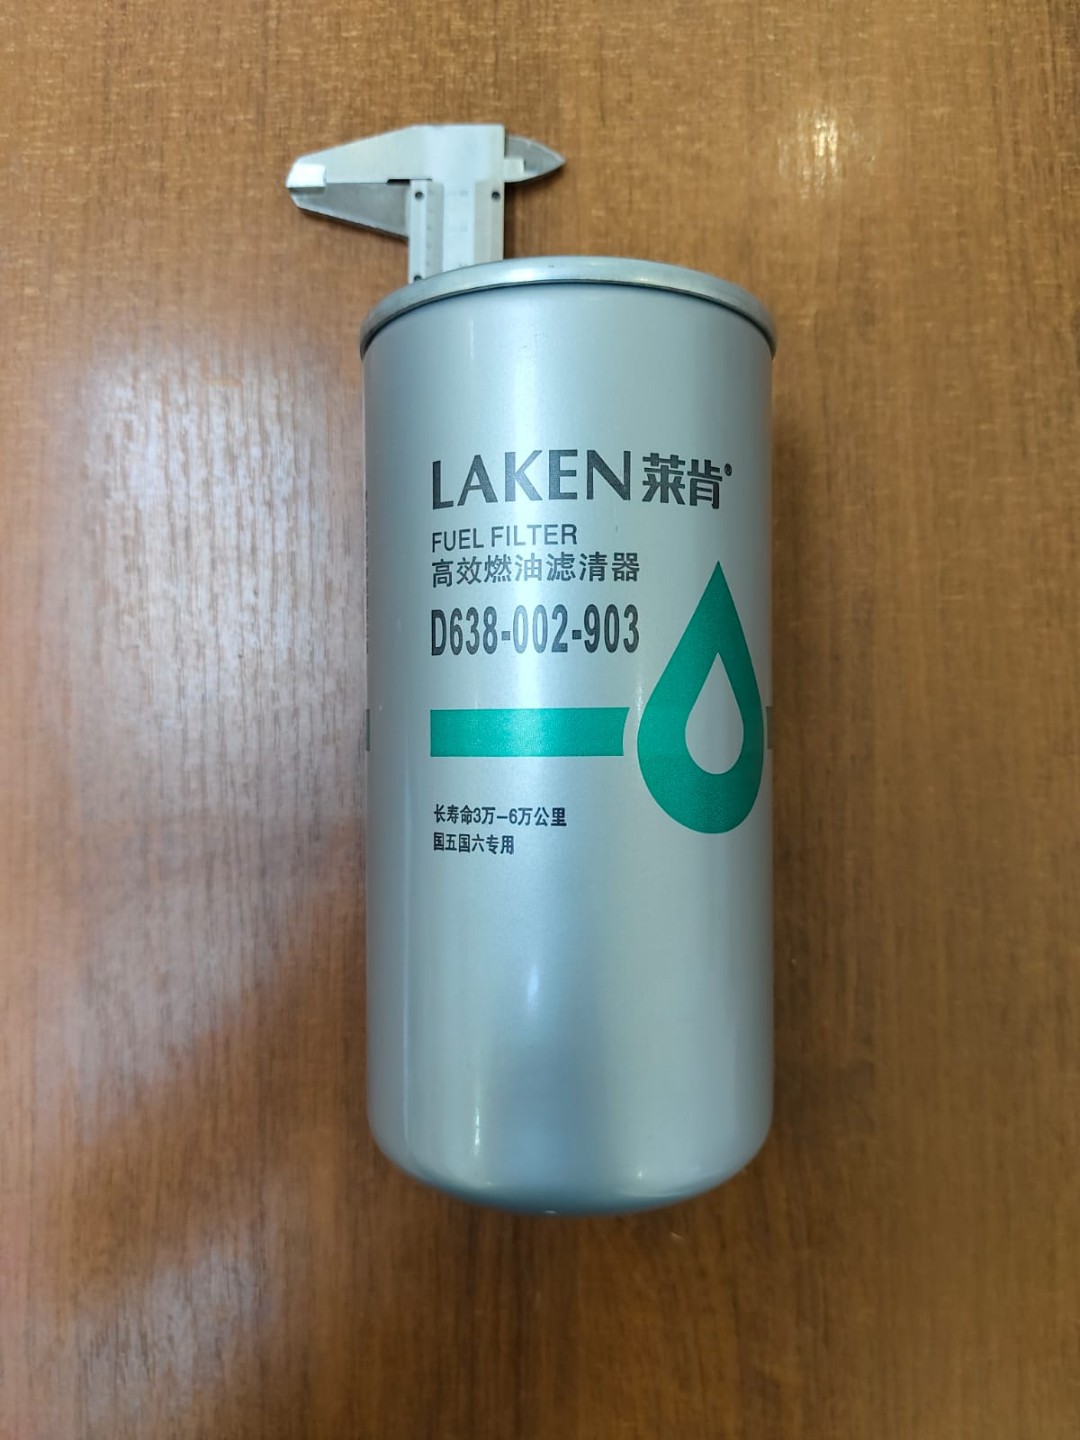 LAKEN莱肯®
FUEL FILTER
高效燃油滤清器
D638-002-903
长寿命3万-6万公里
国五国六专用